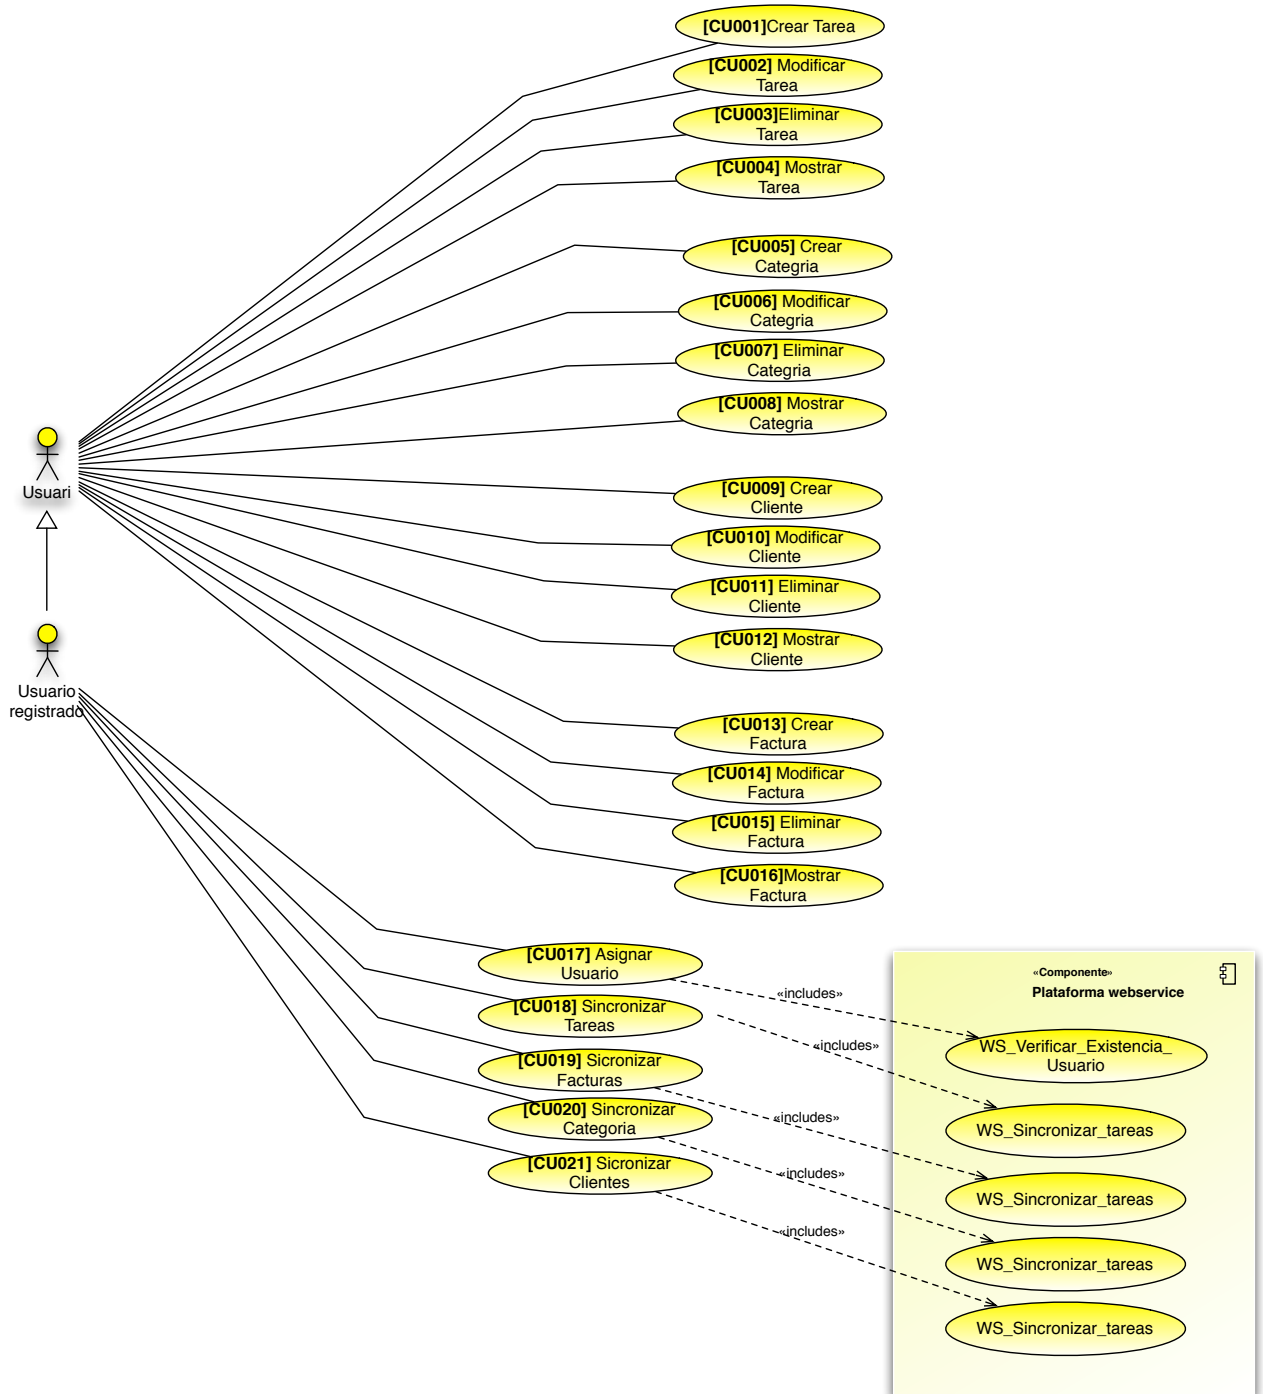 [CU001]Crear Tarea
[CU002] Modificar
Tarea
[CU003]Eliminar
Tarea
[CU004] Mostrar
Tarea
[CU005] Crear
Categria
[CU006] Modificar
Categria
[CU007] Eliminar
Categria
[CU008] Mostrar
Categria
Usuari
[CU009] Crear
Cliente
[CU010] Modificar
Cliente
[CU011] Eliminar
Cliente
[CU012] Mostrar
Cliente
Usuario
registrado
[CU013] Crear
Factura
[CU014] Modificar
Factura
[CU015] Eliminar
Factura
[CU016]Mostrar
Factura
[CU017] Asignar
Usuario
[CU018] Sincronizar
Tareas
[CU019] Sicronizar
Facturas
[CU020] Sincronizar
Categoria
[CU021] Sicronizar
Clientes
«includes»
«includes»
«includes»
«includes»
«includes»
«Componente»
Plataforma webservice
WS_Verificar_Existencia_
Usuario
WS_Sincronizar_tareas
WS_Sincronizar_tareas
WS_Sincronizar_tareas
WS_Sincronizar_tareas